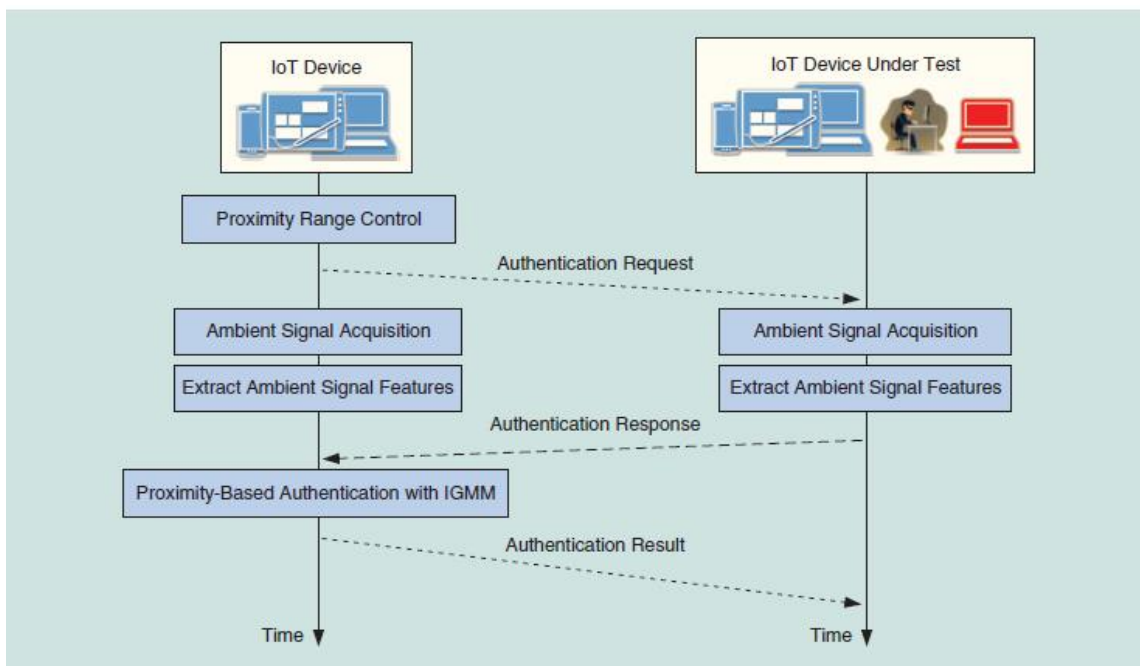 IoT Device
IoT Device Under Test
Proximity Range Control
Authentication Request
Ambient Signal Acquisition
Ambient Signal Acquisition
Extract Ambient Signal Features
Extract Ambient Signal Features
Authentication Response
Proximity-Based Authentication with IGMM
Authentication Result
Time
Time